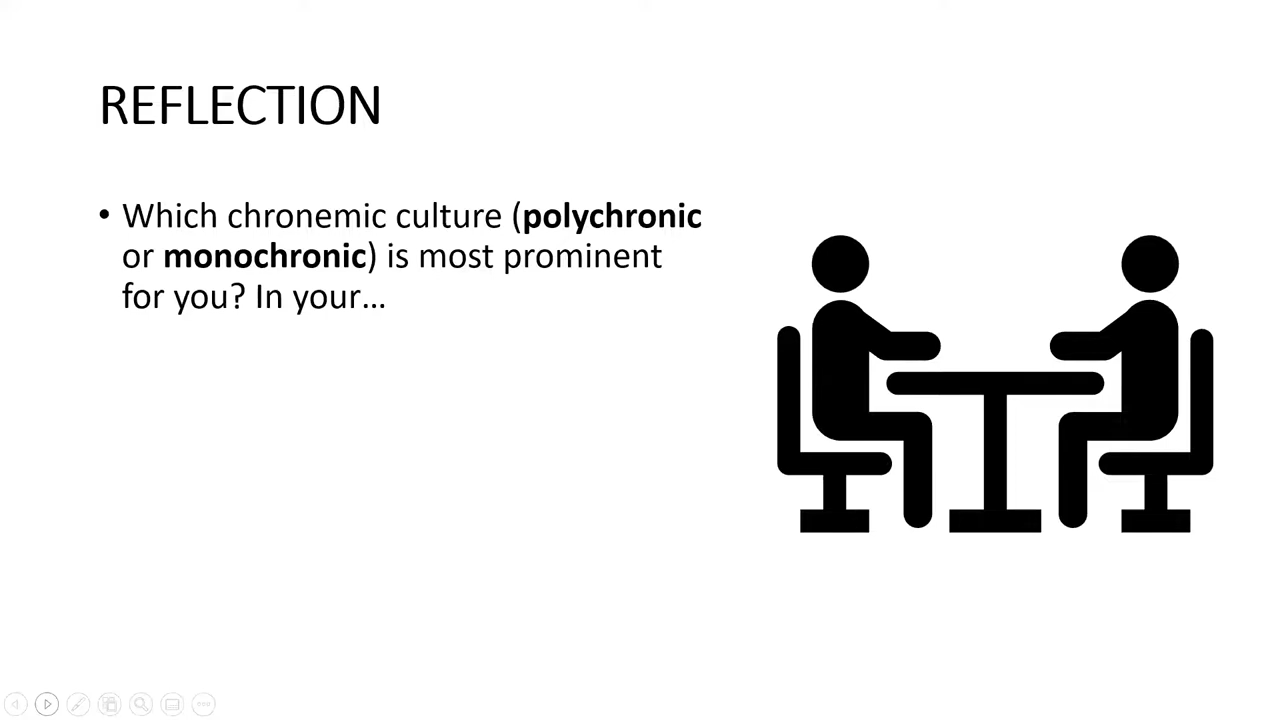 REFLECTION
• Which chronemic culture (polychronic
or monochronic) is most prominent
for you? In your…